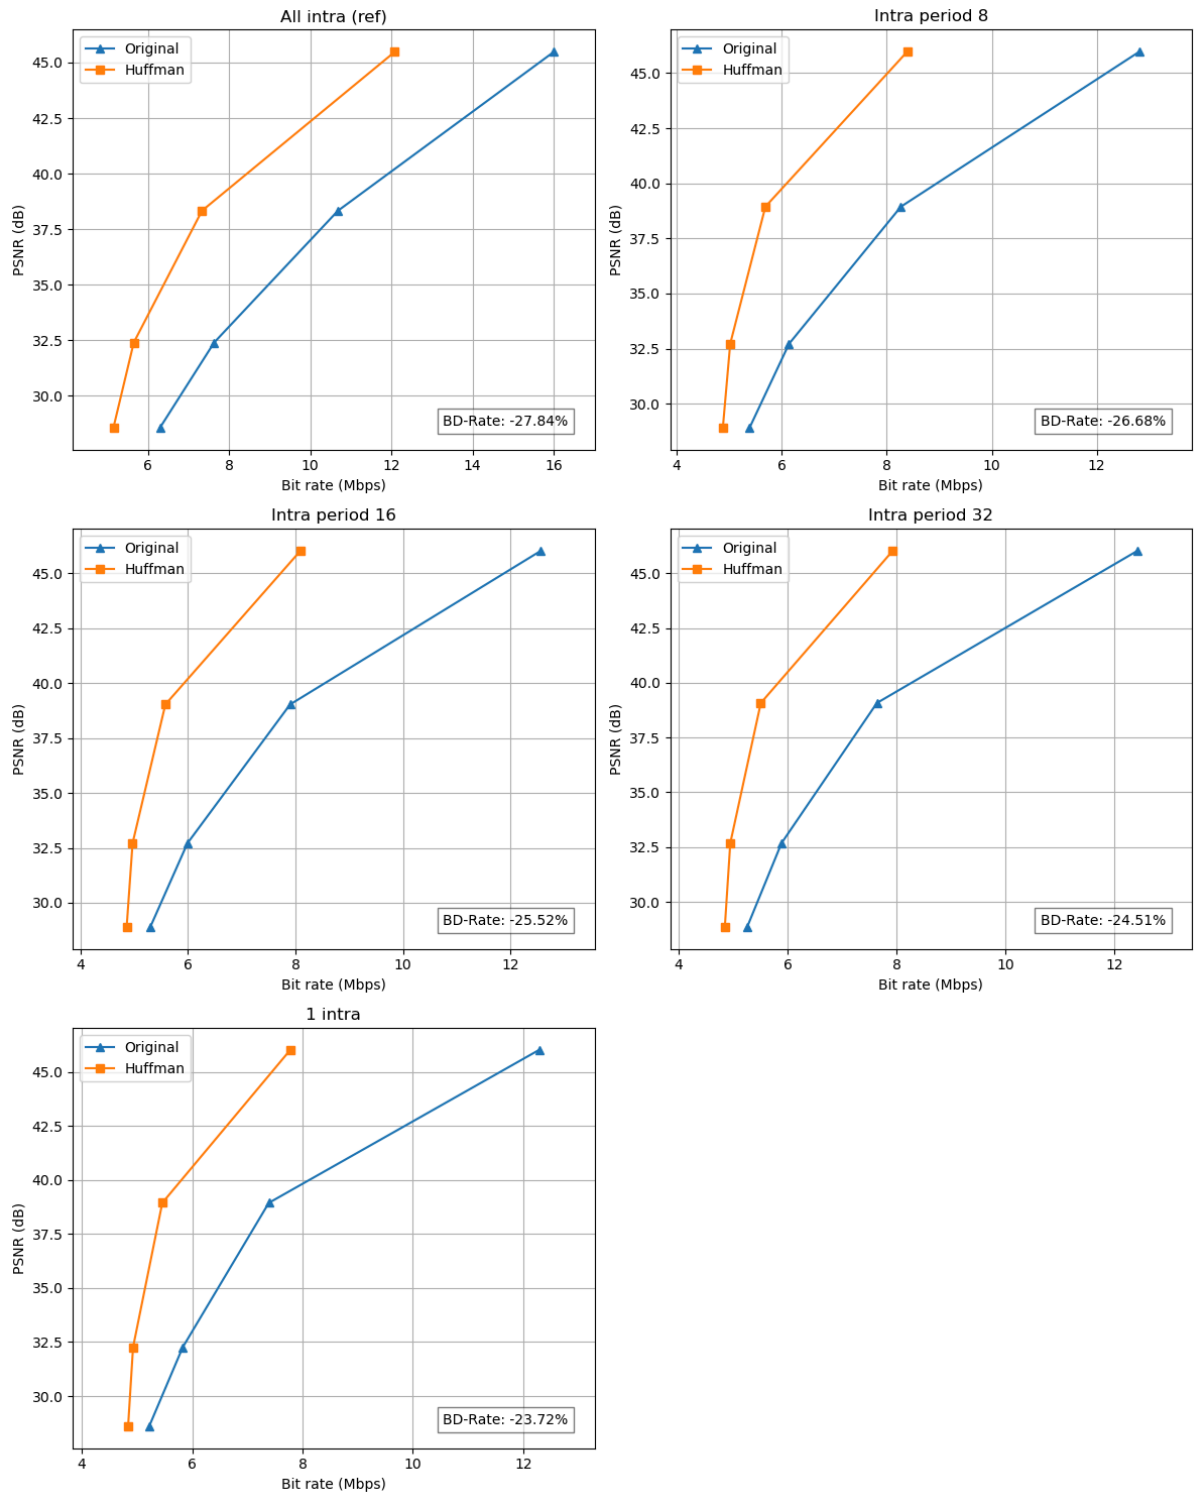 All intra (ref)
Original
Huffman
45.0
42.5
40.0
37.5
35.0
32.5
30.0
PSNR (dB)
BD-Rate: -27.84%
6 8 10 12 14 16
Bit rate (Mbps)
Intra period 8
Original
Huffman
45.0
42.5
40.0
37.5
35.0
32.5
30.0
PSNR (dB)
BD-Rate: -26.68%
4 6 8 10 12
Bit rate (Mbps)
Intra period 16
Original
Huffman
45.0
42.5
40.0
37.5
35.0
32.5
30.0
PSNR (dB)
BD-Rate: -25.52%
4 6 8 10 12
Bit rate (Mbps)
Intra period 32
Original
Huffman
45.0
42.5
40.0
37.5
35.0
32.5
30.0
PSNR (dB)
BD-Rate: -24.51%
4 6 8 10 12
Bit rate (Mbps)
1 intra
Original
Huffman
45.0
42.5
40.0
37.5
35.0
32.5
30.0
PSNR (dB)
BD-Rate: -23.72%
4 6 8 10 12
Bit rate (Mbps)